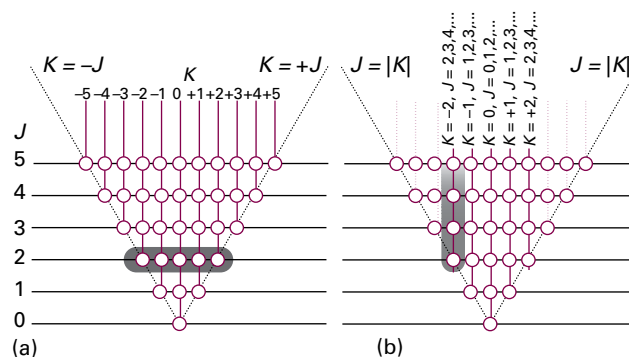 K = –J
K
K = +J
–5 –4 –3 –2 –1 0 +1 +2 +3 +4 +5
J
5
4
3
2
1
0
(a)
J = |K|
K = –2, J = 2,3,4,...
K = –1, J = 1,2,3,...
K = 0, J = 0,1,2,...
K = +1, J = 1,2,3,...
K = +2, J = 2,3,4,...
J = |K|
(b)